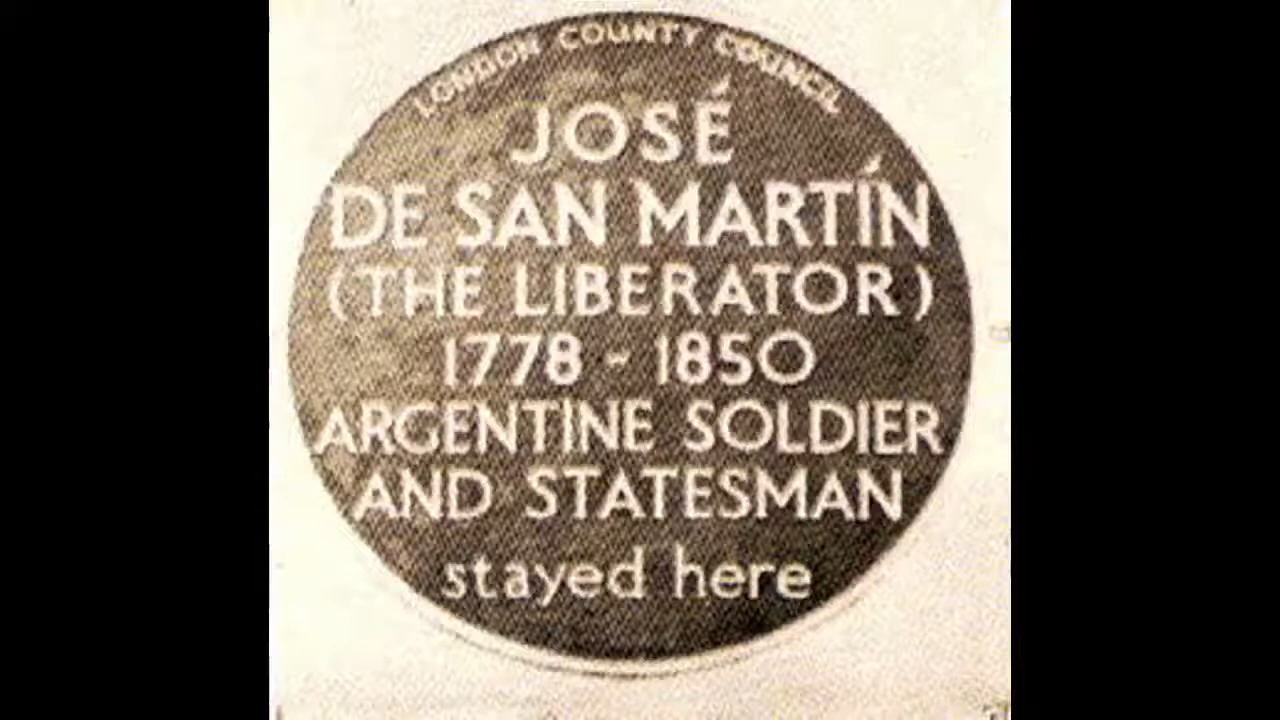 LONDON COUNTY COUNCIL
JOSÉ
DE SAN MARTÍN
(THE LIBERATOR)
1778 - 1850
ARGENTINE SOLDIER
AND STATESMAN
stayed here